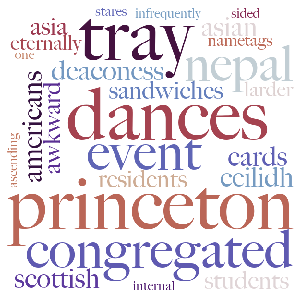 stares infrequently sided
asia tray asian
eternally nametags
one deaconess nepal
sandwiches larder
americans awkward dances
event cards
ascending residents ceilidh
princeton
congregated
scottish internal students